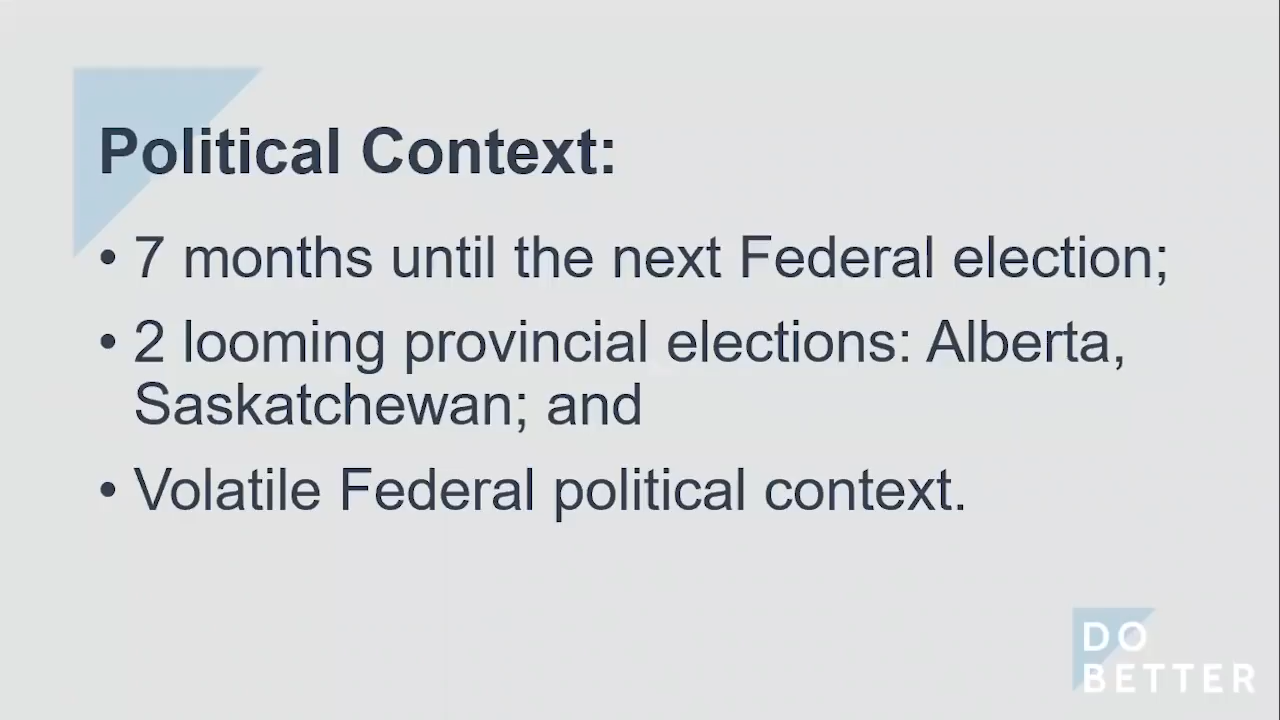 Political Context:
• 7 months until the next Federal election;
• 2 looming provincial elections: Alberta,
Saskatchewan; and
• Volatile Federal political context.
DO
BETTER